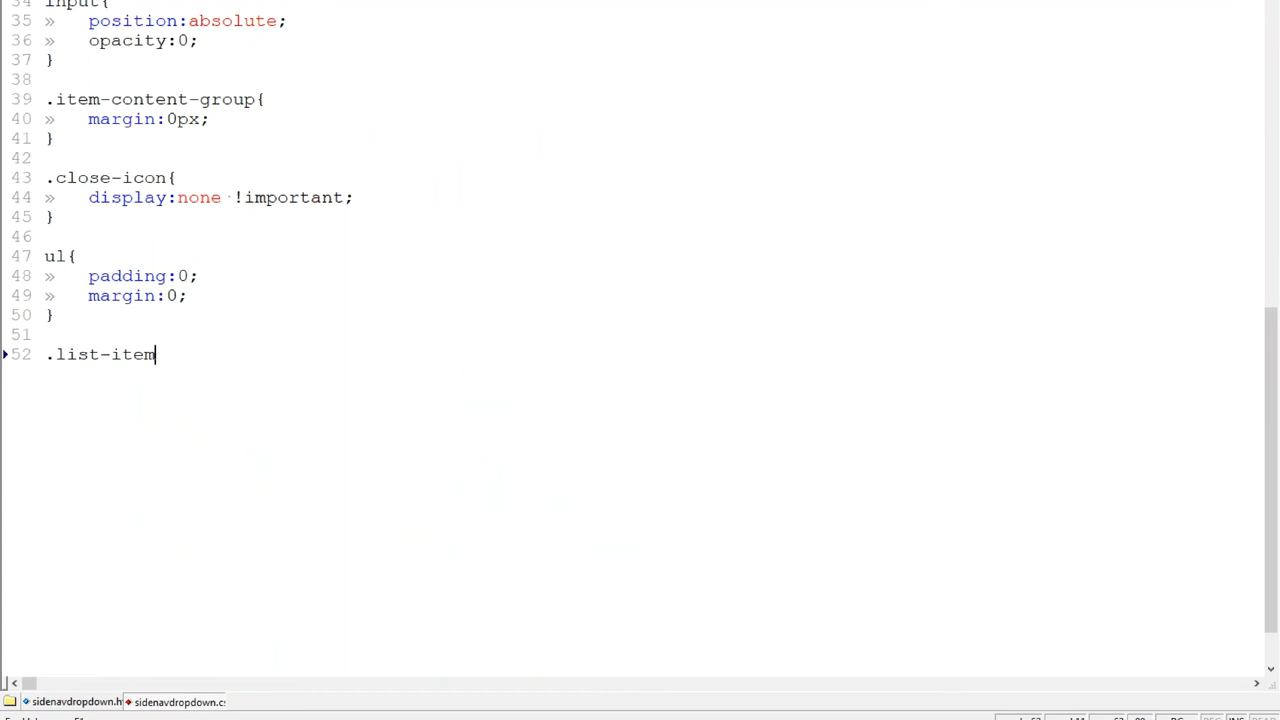 34 input{
35 » position:absolute;
36 » opacity:0;
37 }
38
39 .item-content-group{
40 » margin:0px;
41 }
42
43 .close-icon{
44 » display:none·!important;
45 }
46
47 ul{
48 » padding:0;
49 » margin:0;
50 }
51
52 .list-item
sidenavdropdown.h sidenavdropdown.cs